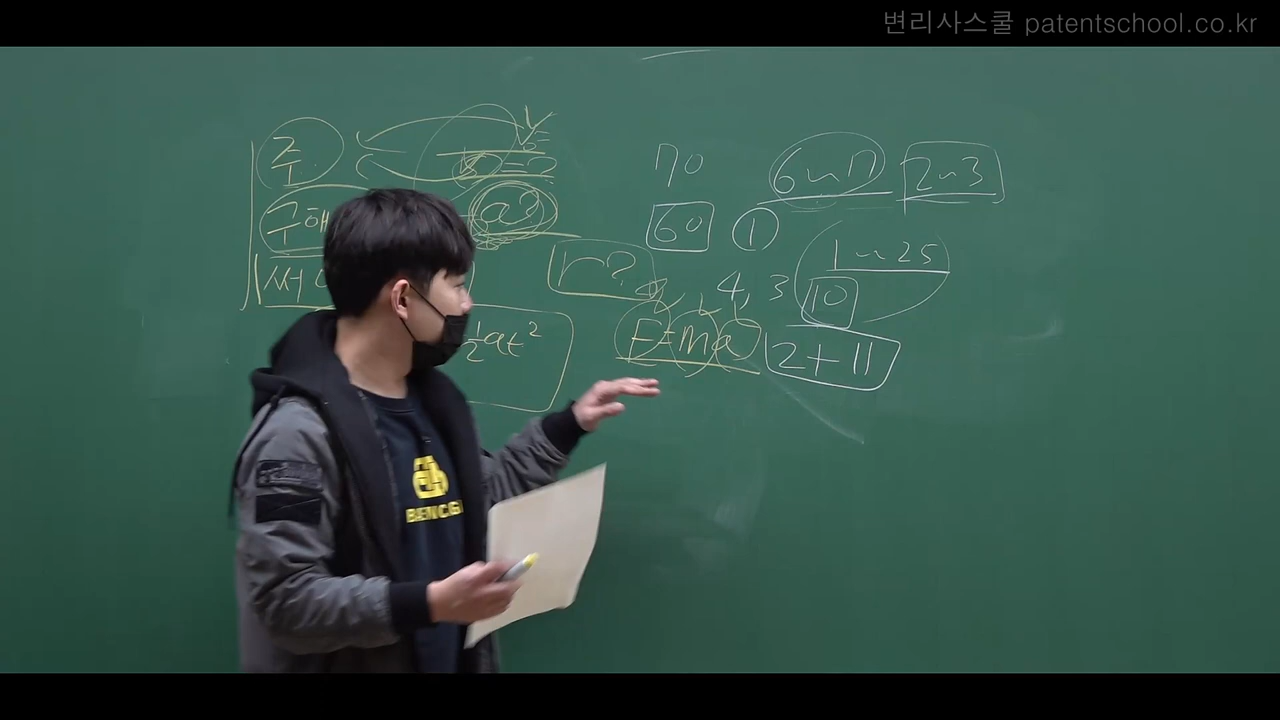 변리사스쿨 patentschool.co.kr
주
구해
써
a?
½at²
r?
F=ma
70
60 ①
4, 3
6~7 2~3
1~25
10
2+11